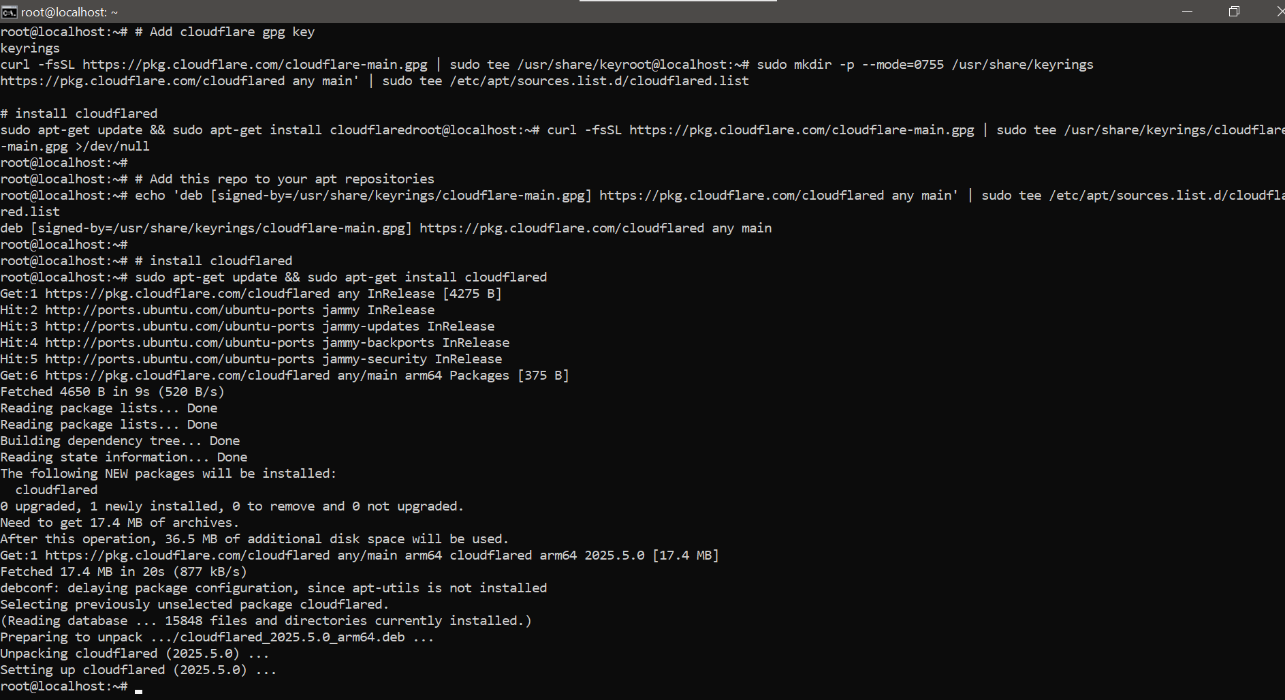 root@localhost: ~
root@localhost:~# # Add cloudflare gpg key
keyrings
curl -fsSL https://pkg.cloudflare.com/cloudflare-main.gpg | sudo tee /usr/share/keyroot@localhost:~# sudo mkdir -p --mode=0755 /usr/share/keyrings
https://pkg.cloudflare.com/cloudflared any main' | sudo tee /etc/apt/sources.list.d/cloudflared.list
# install cloudflared
sudo apt-get update && sudo apt-get install cloudflaredroot@localhost:~# curl -fsSL https://pkg.cloudflare.com/cloudflare-main.gpg | sudo tee /usr/share/keyrings/cloudflare
-main.gpg >/dev/null
root@localhost:~#
root@localhost:~# # Add this repo to your apt repositories
root@localhost:~# echo 'deb [signed-by=/usr/share/keyrings/cloudflare-main.gpg] https://pkg.cloudflare.com/cloudflared any main' | sudo tee /etc/apt/sources.list.d/cloudfla
red.list
deb [signed-by=/usr/share/keyrings/cloudflare-main.gpg] https://pkg.cloudflare.com/cloudflared any main
root@localhost:~#
root@localhost:~# # install cloudflared
root@localhost:~# sudo apt-get update && sudo apt-get install cloudflared
Get:1 https://pkg.cloudflare.com/cloudflared any InRelease [4275 B]
Hit:2 http://ports.ubuntu.com/ubuntu-ports jammy InRelease
Hit:3 http://ports.ubuntu.com/ubuntu-ports jammy-updates InRelease
Hit:4 http://ports.ubuntu.com/ubuntu-ports jammy-backports InRelease
Hit:5 http://ports.ubuntu.com/ubuntu-ports jammy-security InRelease
Get:6 https://pkg.cloudflare.com/cloudflared any/main arm64 Packages [375 B]
Fetched 4650 B in 9s (520 B/s)
Reading package lists... Done
Reading package lists... Done
Building dependency tree... Done
Reading state information... Done
The following NEW packages will be installed:
  cloudflared
0 upgraded, 1 newly installed, 0 to remove and 0 not upgraded.
Need to get 17.4 MB of archives.
After this operation, 36.5 MB of additional disk space will be used.
Get:1 https://pkg.cloudflare.com/cloudflared any/main arm64 cloudflared arm64 2025.5.0 [17.4 MB]
Fetched 17.4 MB in 20s (877 kB/s)
debconf: delaying package configuration, since apt-utils is not installed
Selecting previously unselected package cloudflared.
(Reading database ... 15848 files and directories currently installed.)
Preparing to unpack .../cloudflared_2025.5.0_arm64.deb ...
Unpacking cloudflared (2025.5.0) ...
Setting up cloudflared (2025.5.0) ...
root@localhost:~#